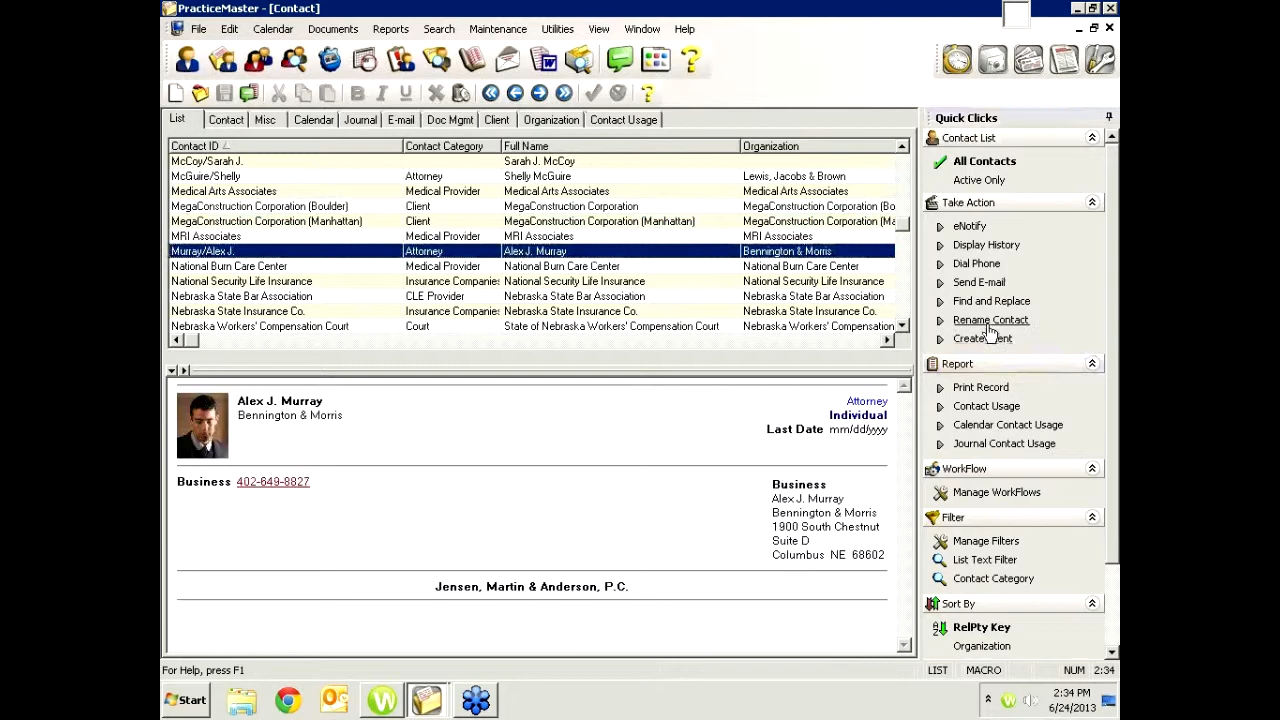 PracticeMaster - [Contact]
File Edit Calendar Documents Reports Search Maintenance Utilities View Window Help
List Contact Misc Calendar Journal E-mail Doc Mgmt Client Organization Contact Usage
Contact ID Contact Category Full Name Organization
McCoy/Sarah J. Sarah J. McCoy
McGuire/Shelly Attorney Shelly McGuire Lewis, Jacobs & Brown
Medical Arts Associates Medical Provider Medical Arts Associates Medical Arts Associates
MegaConstruction Corporation (Boulder) Client MegaConstruction Corporation MegaConstruction Corporation (Bo
MegaConstruction Corporation (Manhattan) Client MegaConstruction Corporation (Manhattan) MegaConstruction Corporation (Ma
MRI Associates Medical Provider MRI Associates MRI Associates
Murray/Alex J. Attorney Alex J. Murray Bennington & Morris
National Burn Care Center Medical Provider National Burn Care Center National Burn Care Center
National Security Life Insurance Insurance Companies National Security Life Insurance National Security Life Insurance
Nebraska State Bar Association CLE Provider Nebraska State Bar Association Nebraska State Bar Association
Nebraska State Insurance Co. Insurance Companies Nebraska State Insurance Co. Nebraska State Insurance Co.
Nebraska Workers' Compensation Court Court State of Nebraska Workers' Compensation Court Nebraska Workers' Compensation
Alex J. Murray
Bennington & Morris
Attorney
Individual
Last Date mm/dd/yyyy
Business 402-649-8827
Business
Alex J. Murray
Bennington & Morris
1900 South Chestnut
Suite D
Columbus NE 68602
Jensen, Martin & Anderson, P.C.
Quick Clicks
Contact List
All Contacts
Active Only
Take Action
eNotify
Display History
Dial Phone
Send E-mail
Find and Replace
Rename Contact
Report
Print Record
Contact Usage
Calendar Contact Usage
Journal Contact Usage
WorkFlow
Manage WorkFlows
Filter
Manage Filters
List Text Filter
Contact Category
Sort By
RelPty Key
Organization
For Help, press F1
LIST MACRO NUM 2:34
Start
2:34 PM
6/24/2013